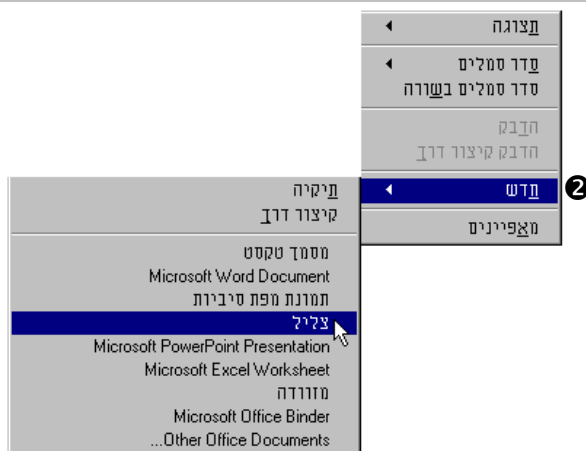 תצוגה
סדר סמלים
סדר סמלים בשורה
הדבק
הדבק קיצור דרך
חדש
❷
מאפיינים
תיקיה
קיצור דרך
מסמך טקסט
Microsoft Word Document
תמונת מפת סיביות
צליל
Microsoft PowerPoint Presentation
Microsoft Excel Worksheet
מזוודה
Microsoft Office Binder
...Other Office Documents